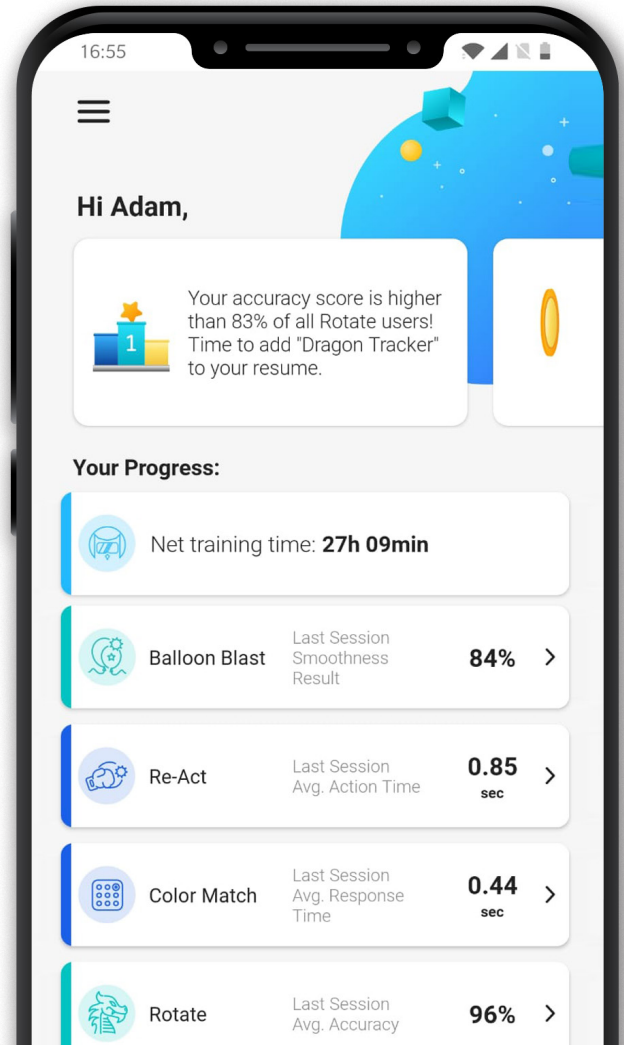 16:55
Hi Adam,
1
Your accuracy score is higher
than 83% of all Rotate users!
Time to add "Dragon Tracker"
to your resume.
Your Progress:
Net training time: 27h 09min
Balloon Blast
Last Session
Smoothness
Result
84%
Re-Act
Last Session
Avg. Action Time
0.85
sec
Color Match
Last Session
Avg. Response
Time
0.44
sec
Rotate
Last Session
Avg. Accuracy
96%